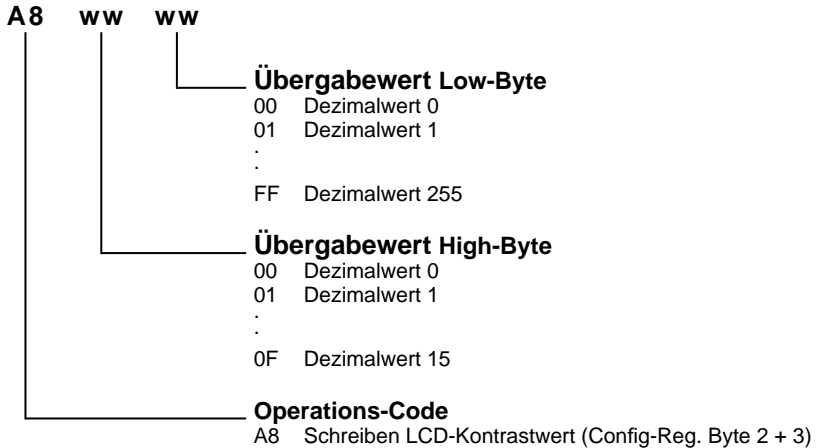 A8 ww ww
Übergabewert Low-Byte
00 Dezimalwert 0
01 Dezimalwert 1
.
.
FF Dezimalwert 255
Übergabewert High-Byte
00 Dezimalwert 0
01 Dezimalwert 1
.
.
0F Dezimalwert 15
Operations-Code
A8 Schreiben LCD-Kontrastwert (Config-Reg. Byte 2 + 3)